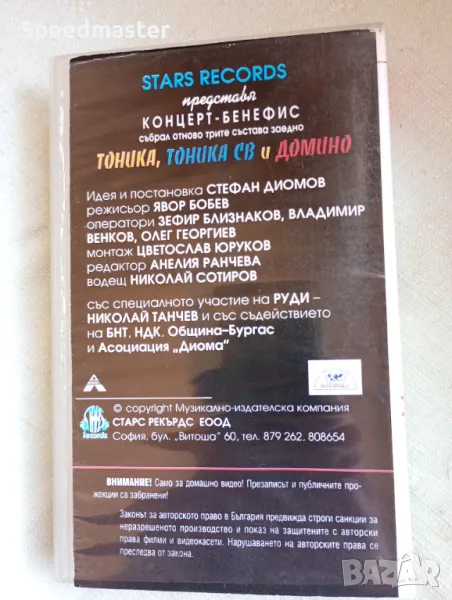 Speedmaster
STARS RECORDS
представя
КОНЦЕРТ-БЕНЕФИС
събрал отново трите състава заедно
ТОНИКА, ТОНИКА СВ и ДОМИНО
Идея и постановка СТЕФАН ДИОМОВ
режисьор ЯВОР БОБЕВ
оператори ЗЕФИР БЛИЗНАКОВ, ВЛАДИМИР
ВЕНКОВ, ОЛЕГ ГЕОРГИЕВ
монтаж ЦВЕТОСЛАВ ЮРУКОВ
редактор АНЕЛИЯ РАНЧЕВА
водещ НИКОЛАЙ СОТИРОВ
със специалното участие на РУДИ –
НИКОЛАЙ ТАНЧЕВ и със съдействието
на БНТ, НДК, Община-Бургас
и Асоциация „Диома"
© copyright Музикално-издателска компания
СТАРС РЕКЪРДС ЕООД
София, бул. „Витоша" 60, тел. 879 262, 808654
STARS
Records
ВНИМАНИЕ! Само за домашно видео! Презаписът и публичните про-
жекции са забранени!
Законът за авторското право в България предвижда строги санкции за
неразрешеното производство и показ на защитените с авторски
права филми и видеокасети. Нарушаването на авторските права се
преследва от закона.
BAZAR